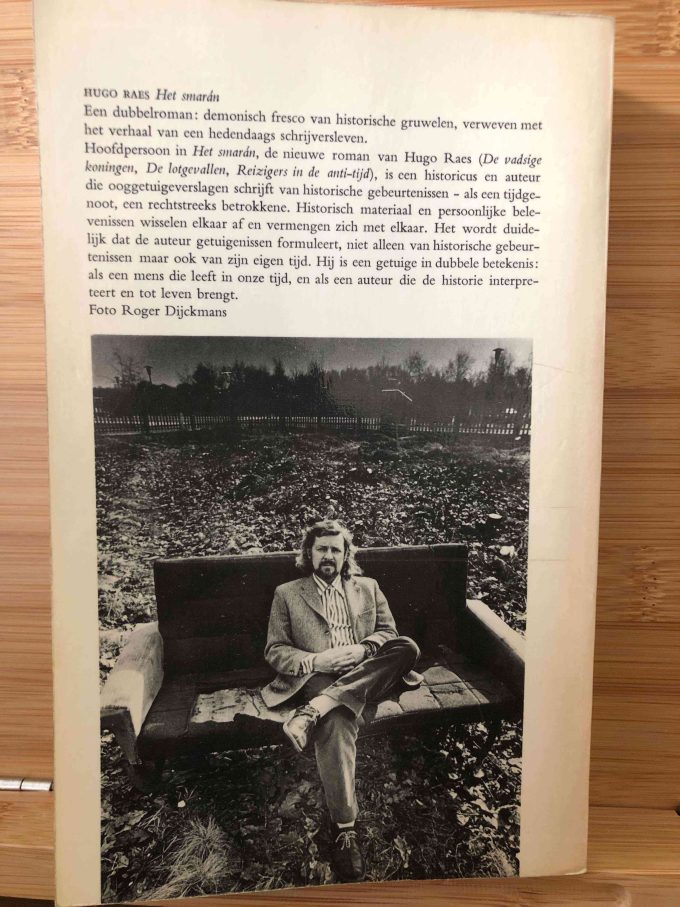 HUGO RAES Het smarán
Een dubbelroman: demonisch fresco van historische gruwelen, verweven met
het verhaal van een hedendaags schrijversleven.
Hoofdpersoon in Het smarán, de nieuwe roman van Hugo Raes (De vadsige
koningen, De lotgevallen, Reizigers in de anti-tijd), is een historicus en auteur
die ooggetuigeverslagen schrijft van historische gebeurtenissen – als een tijdge-
noot, een rechtstreeks betrokkene. Historisch materiaal en persoonlijke bele-
venissen wisselen elkaar af en vermengen zich met elkaar. Het wordt duide-
lijk dat de auteur getuigenissen formuleert, niet alleen van historische gebeur-
tenissen maar ook van zijn eigen tijd. Hij is een getuige in dubbele betekenis:
als een mens die leeft in onze tijd, en als een auteur die de historie interpre-
teert en tot leven brengt.
Foto Roger Dijckmans